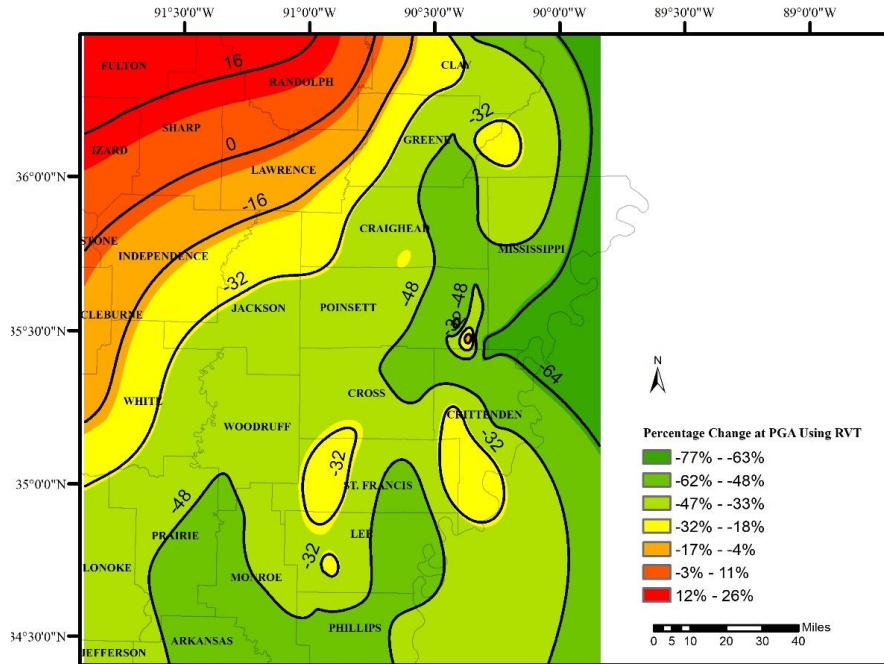 91°30'0"W 91°0'0"W 90°30'0"W 90°0'0"W 89°30'0"W 89°0'0"W
FULTON
16
CLAY
RANDOLPH
-32
SHARP
GREENE
IZARD
0
LAWRENCE
36°0'0"N
-16
CRAIGHEAD
STONE
MISSISSIPPI
INDEPENDENCE
-32
-48
-48
JACKSON
POINSETT
CLEBURNE
-32
35°30'0"N
-64
N
WHITE
CROSS
CRITTENDEN
WOODRUFF
-32
-32
Percentage Change at PGA Using RVT
-77% - -63%
-62% - -48%
-47% - -33%
-32% - -18%
-17% - -4%
-3% - 11%
12% - 26%
35°0'0"N
ST. FRANCIS
-48
PRAIRIE
LEE
-32
LONOKE
MONROE
PHILLIPS
34°30'0"N
ARKANSAS
JEFFERSON
Miles
0 5 10 20 30 40